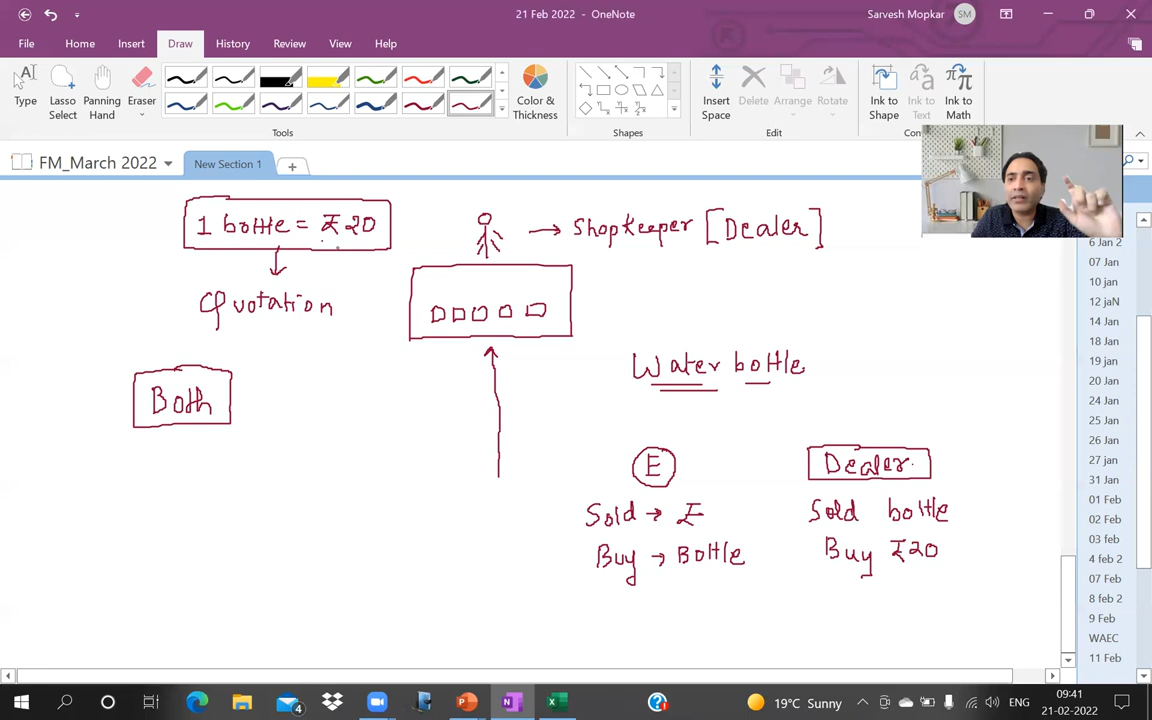 21 Feb 2022 - OneNote
Sarvesh Mopkar
SM
File Home Insert Draw History Review View Help
Type
Lasso Select
Panning Hand
Eraser
Color & Thickness
Insert Space
Delete
Arrange
Rotate
Ink to Shape
Ink to Text
Ink to Math
Tools
Shapes
Edit
FM_March 2022
New Section 1
1 bottle = ₹20
Shopkeeper [Dealer]
Quotation
Water bottle
Both
E
Dealer
Sold → ₹
Sold bottle
Buy → Bottle
Buy ₹20
6 Jan 2
07 Jan
10 jan
12 jaN
14 Jan
18 Jan
19 jan
20 Jan
24 Jan
25 Jan
26 Jan
27 jan
31 Jan
01 Feb
02 Feb
03 feb
4 feb 2
07 Feb
8 feb 2
9 Feb
WAEC
11 Feb
4
19°C Sunny
ENG
09:41
21-02-2022